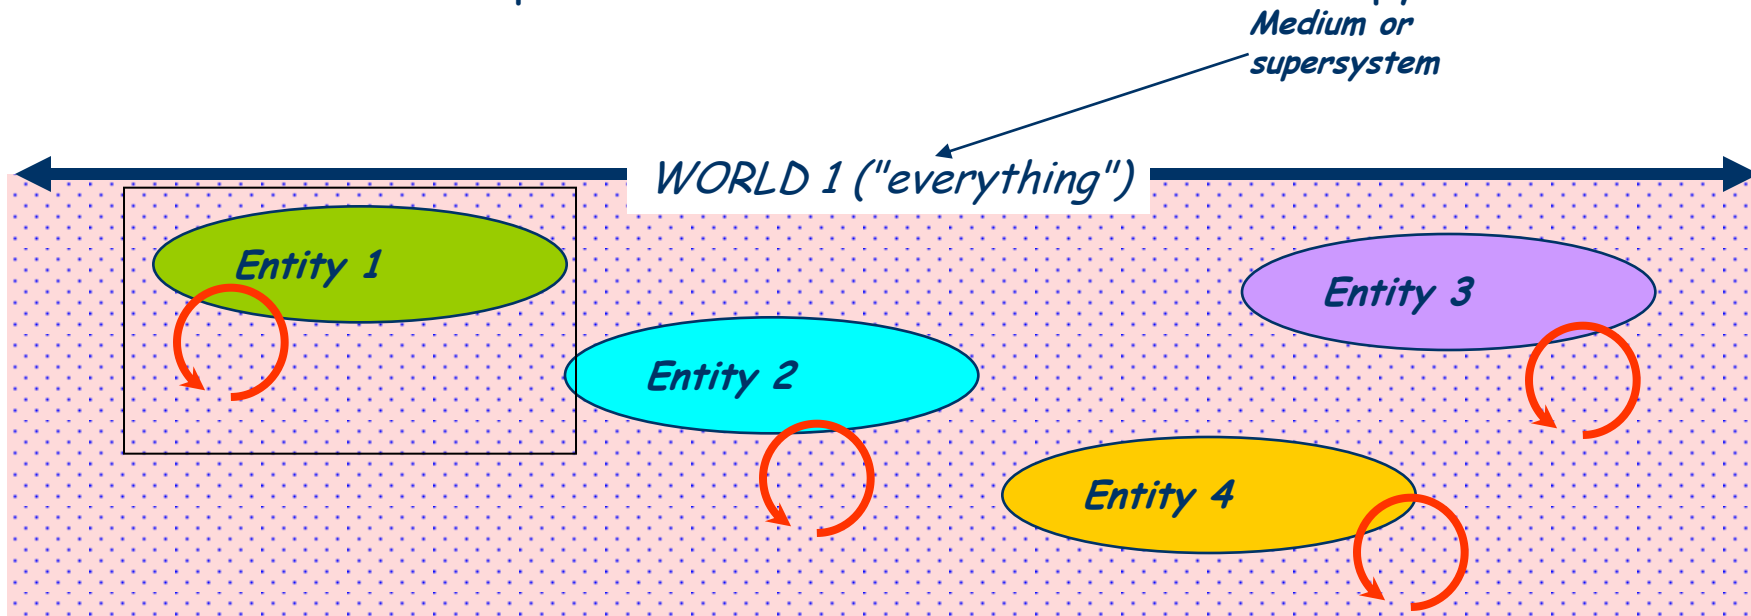 Medium or
supersystem
WORLD 1 ("everything")
Entity 1
Entity 3
Entity 2
Entity 4